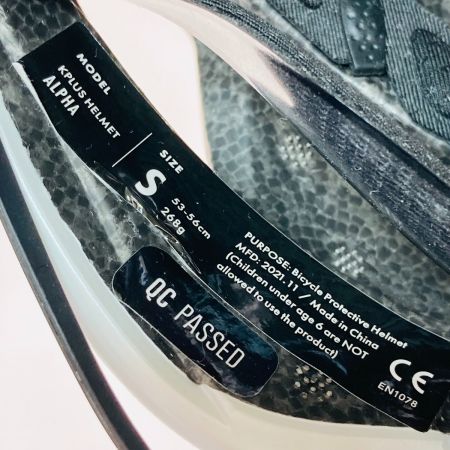 MODEL
KPLUS HELMET
ALPHA
SIZE
S
53-56cm
268g
PURPOSE: Bicycle Protective Helmet
MFD: 2021.11 / Made in China
(Children under age 6 are NOT
allowed to use the product)
CE
EN1078
QC PASSED